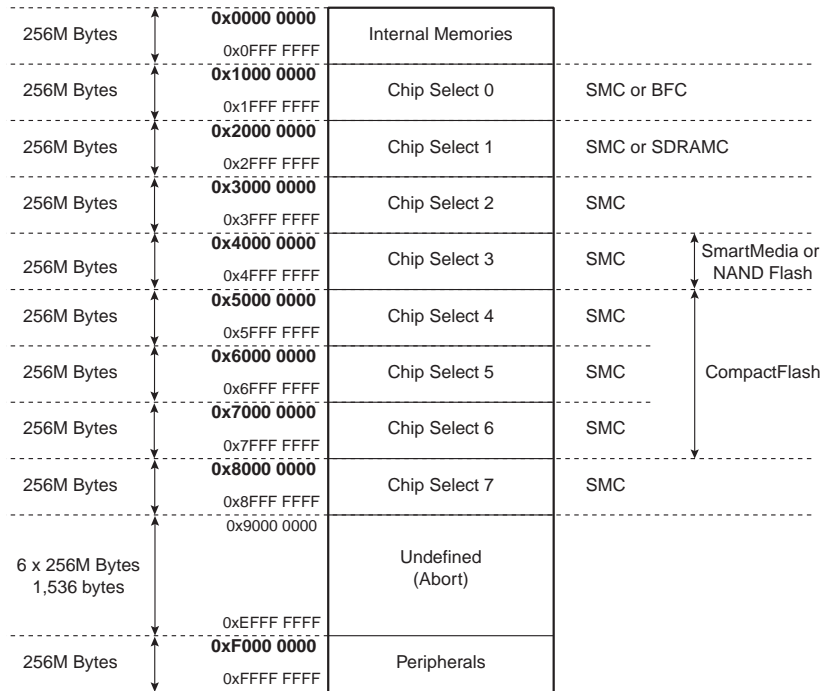 0x0000 0000
256M Bytes
Internal Memories
0x0FFF FFFF
0x1000 0000
256M Bytes
Chip Select 0
SMC or BFC
0x1FFF FFFF
0x2000 0000
256M Bytes
Chip Select 1
SMC or SDRAMC
0x2FFF FFFF
0x3000 0000
256M Bytes
Chip Select 2
SMC
0x3FFF FFFF
0x4000 0000
256M Bytes
Chip Select 3
SMC
SmartMedia or
NAND Flash
0x4FFF FFFF
0x5000 0000
256M Bytes
Chip Select 4
SMC
0x5FFF FFFF
0x6000 0000
256M Bytes
Chip Select 5
SMC
CompactFlash
0x6FFF FFFF
0x7000 0000
256M Bytes
Chip Select 6
SMC
0x7FFF FFFF
0x8000 0000
256M Bytes
Chip Select 7
SMC
0x8FFF FFFF
0x9000 0000
6 x 256M Bytes
1,536 bytes
Undefined
(Abort)
0xEFFF FFFF
0xF000 0000
256M Bytes
Peripherals
0xFFFF FFFF